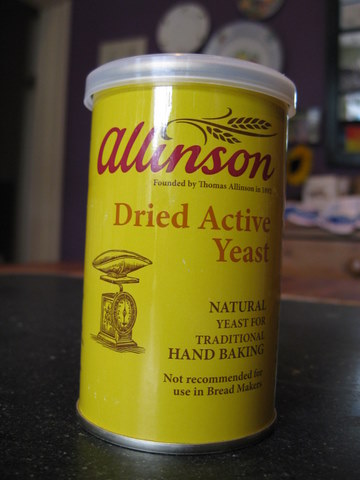 Allinson
Founded by Thomas Allinson in 1892
Dried Active
Yeast
NATURAL
YEAST FOR
TRADITIONAL
HAND BAKING
Not recommended for
use in Bread Makers